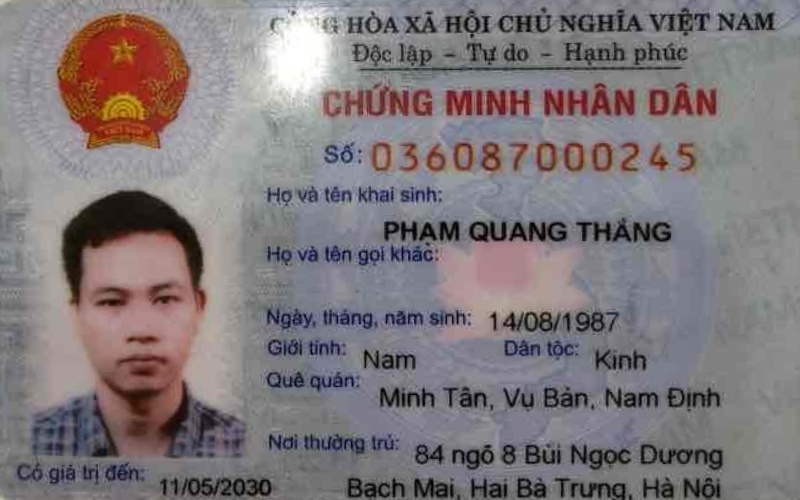 CỘNG HÒA XÃ HỘI CHỦ NGHĨA VIỆT NAM
Độc lập - Tự do - Hạnh phúc
CHỨNG MINH NHÂN DÂN
Số: 036087000245
Họ và tên khai sinh:
PHẠM QUANG THẮNG
Họ và tên gọi khác:
Ngày, tháng, năm sinh: 14/08/1987
Giới tính: Nam Dân tộc: Kinh
Quê quán:
Minh Tân, Vụ Bản, Nam Định
Nơi thường trú: 84 ngõ 8 Bùi Ngọc Dương
Bạch Mai, Hai Bà Trưng, Hà Nội
Có giá trị đến: 11/05/2030